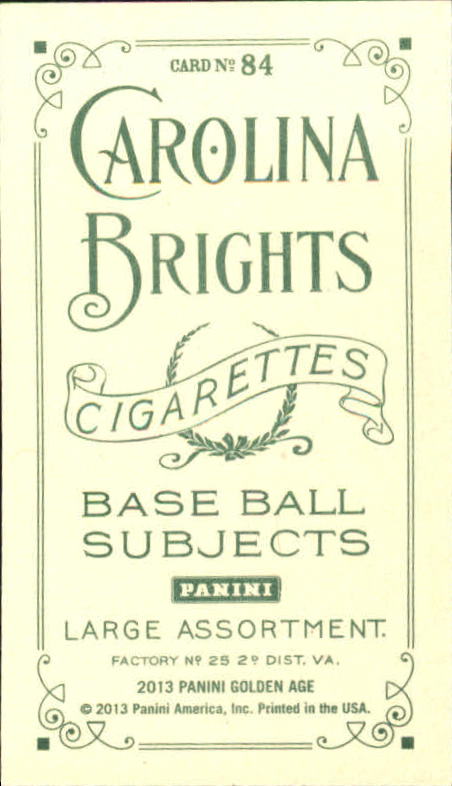 CARD Nº 84
CAROLINA
BRIGHTS
CIGARETTES
BASE BALL
SUBJECTS
PANINI
LARGE ASSORTMENT.
FACTORY Nº 25 2º DIST. VA.
2013 PANINI GOLDEN AGE
© 2013 Panini America, Inc. Printed in the USA.